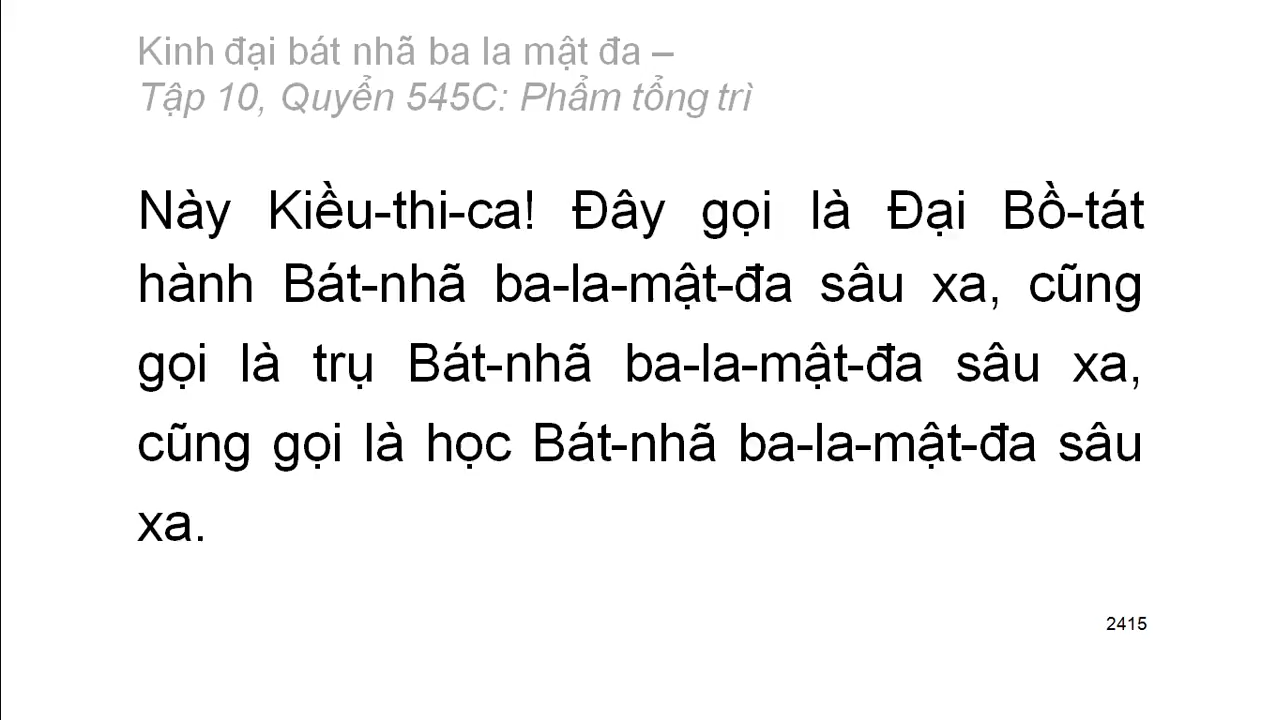 Kinh đại bát nhã ba la mật đa –
Tập 10, Quyển 545C: Phẩm tổng trì
Này Kiều-thi-ca! Đây gọi là Đại Bồ-tát
hành Bát-nhã ba-la-mật-đa sâu xa, cũng
gọi là trụ Bát-nhã ba-la-mật-đa sâu xa,
cũng gọi là học Bát-nhã ba-la-mật-đa sâu
xa.
2415